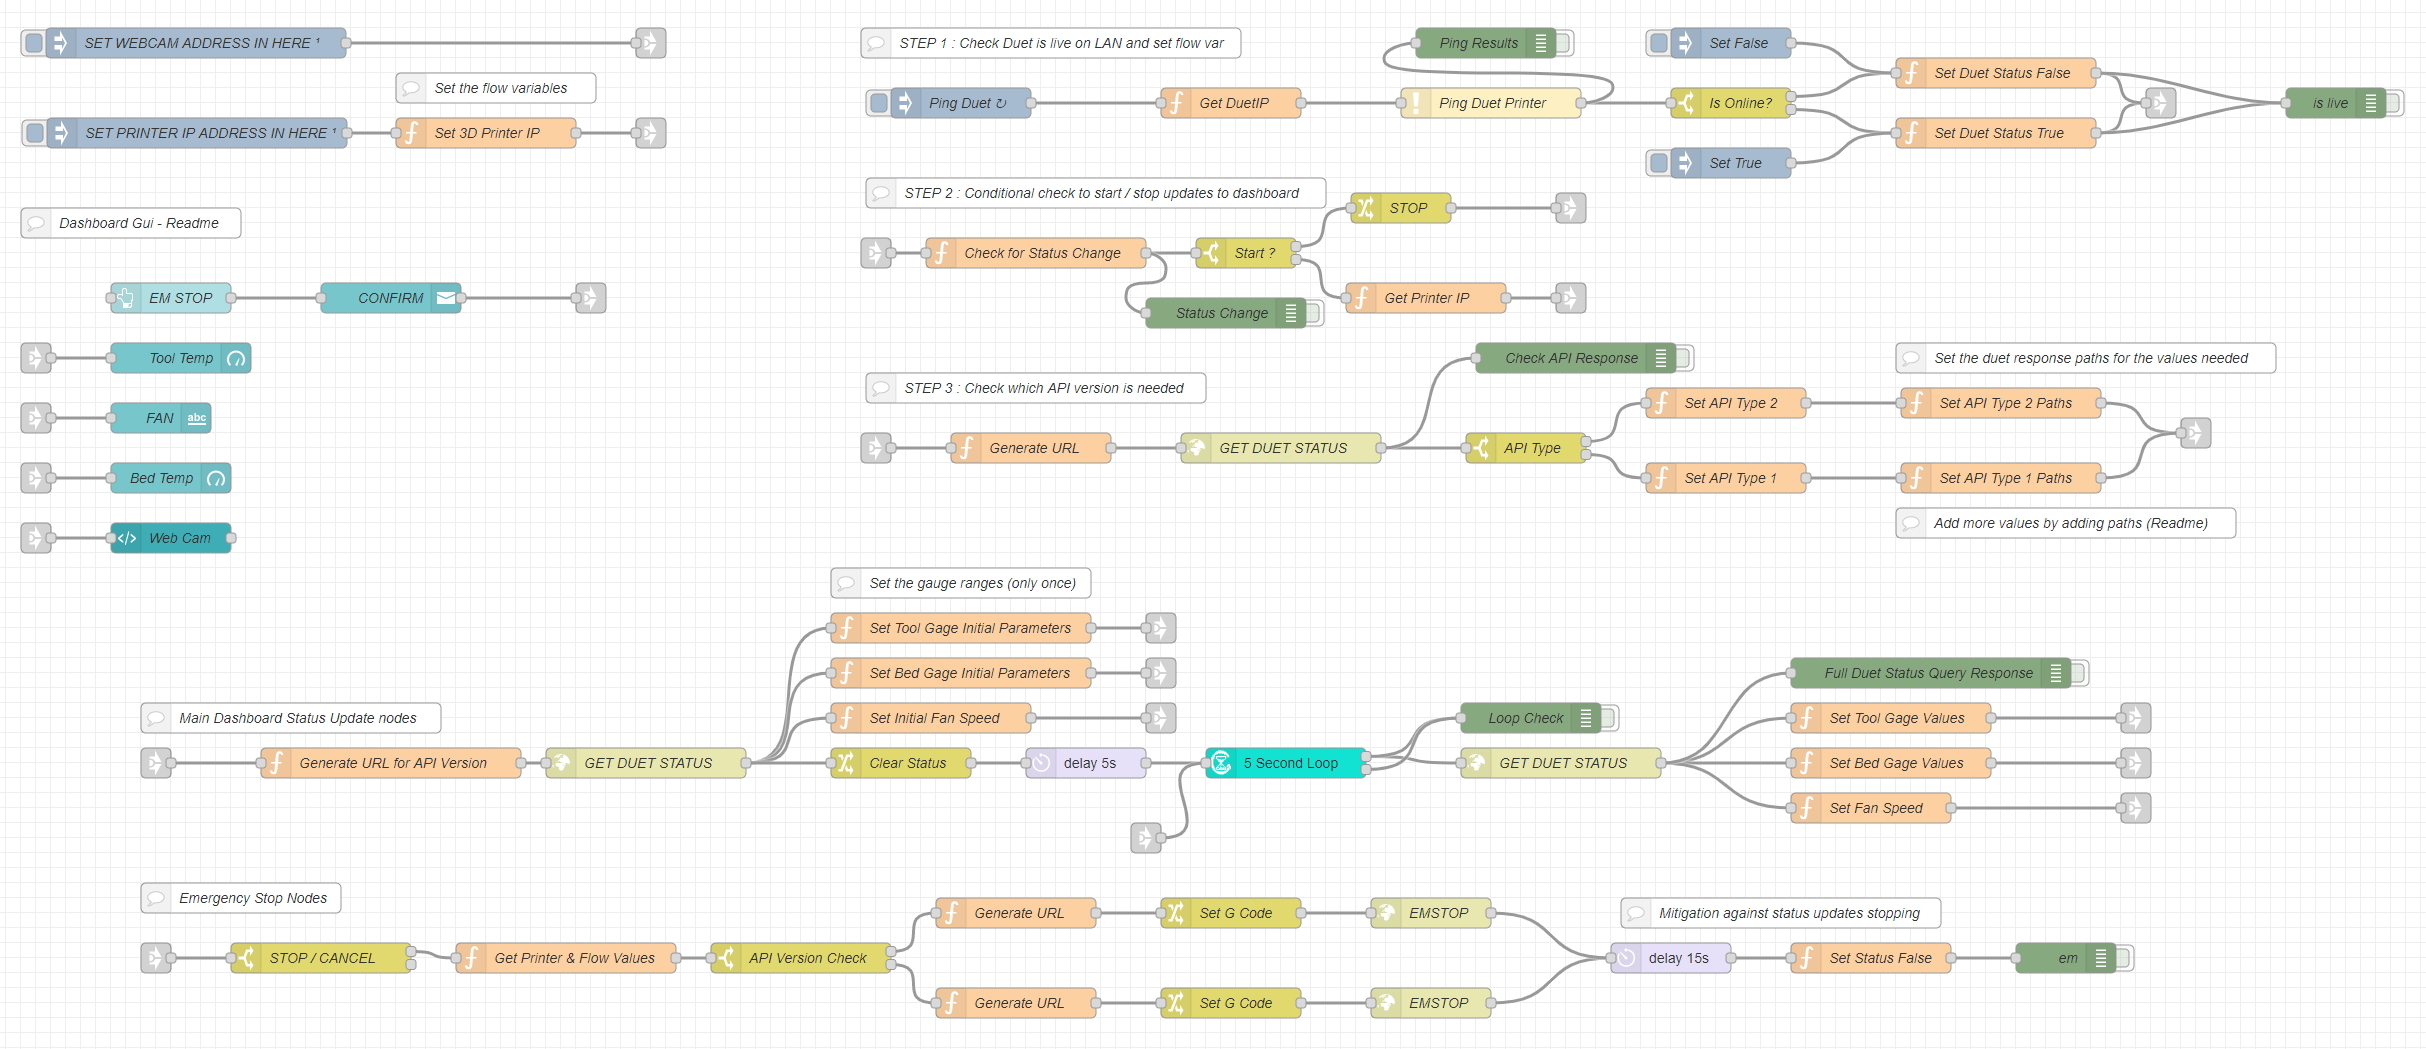 SET WEBCAM ADDRESS IN HERE ¹
Set the flow variables
SET PRINTER IP ADDRESS IN HERE ¹
Set 3D Printer IP
STEP 1 : Check Duet is live on LAN and set flow var
Ping Results
Set False
Ping Duet ↻
Get DuetIP
Ping Duet Printer
Is Online?
Set Duet Status False
Set Duet Status True
is live
Set True
Dashboard Gui - Readme
EM STOP
CONFIRM
Tool Temp
FAN
abc
Bed Temp
</> Web Cam
STEP 2 : Conditional check to start / stop updates to dashboard
STOP
Check for Status Change
Start ?
Status Change
Get Printer IP
STEP 3 : Check which API version is needed
Check API Response
Set the duet response paths for the values needed
Generate URL
GET DUET STATUS
API Type
Set API Type 2
Set API Type 2 Paths
Set API Type 1
Set API Type 1 Paths
Add more values by adding paths (Readme)
Set the gauge ranges (only once)
Set Tool Gage Initial Parameters
Set Bed Gage Initial Parameters
Set Initial Fan Speed
Main Dashboard Status Update nodes
Generate URL for API Version
GET DUET STATUS
Clear Status
delay 5s
5 Second Loop
Loop Check
GET DUET STATUS
Full Duet Status Query Response
Set Tool Gage Values
Set Bed Gage Values
Set Fan Speed
Emergency Stop Nodes
STOP / CANCEL
Get Printer & Flow Values
API Version Check
Generate URL
Set G Code
EMSTOP
Generate URL
Set G Code
EMSTOP
Mitigation against status updates stopping
delay 15s
Set Status False
em